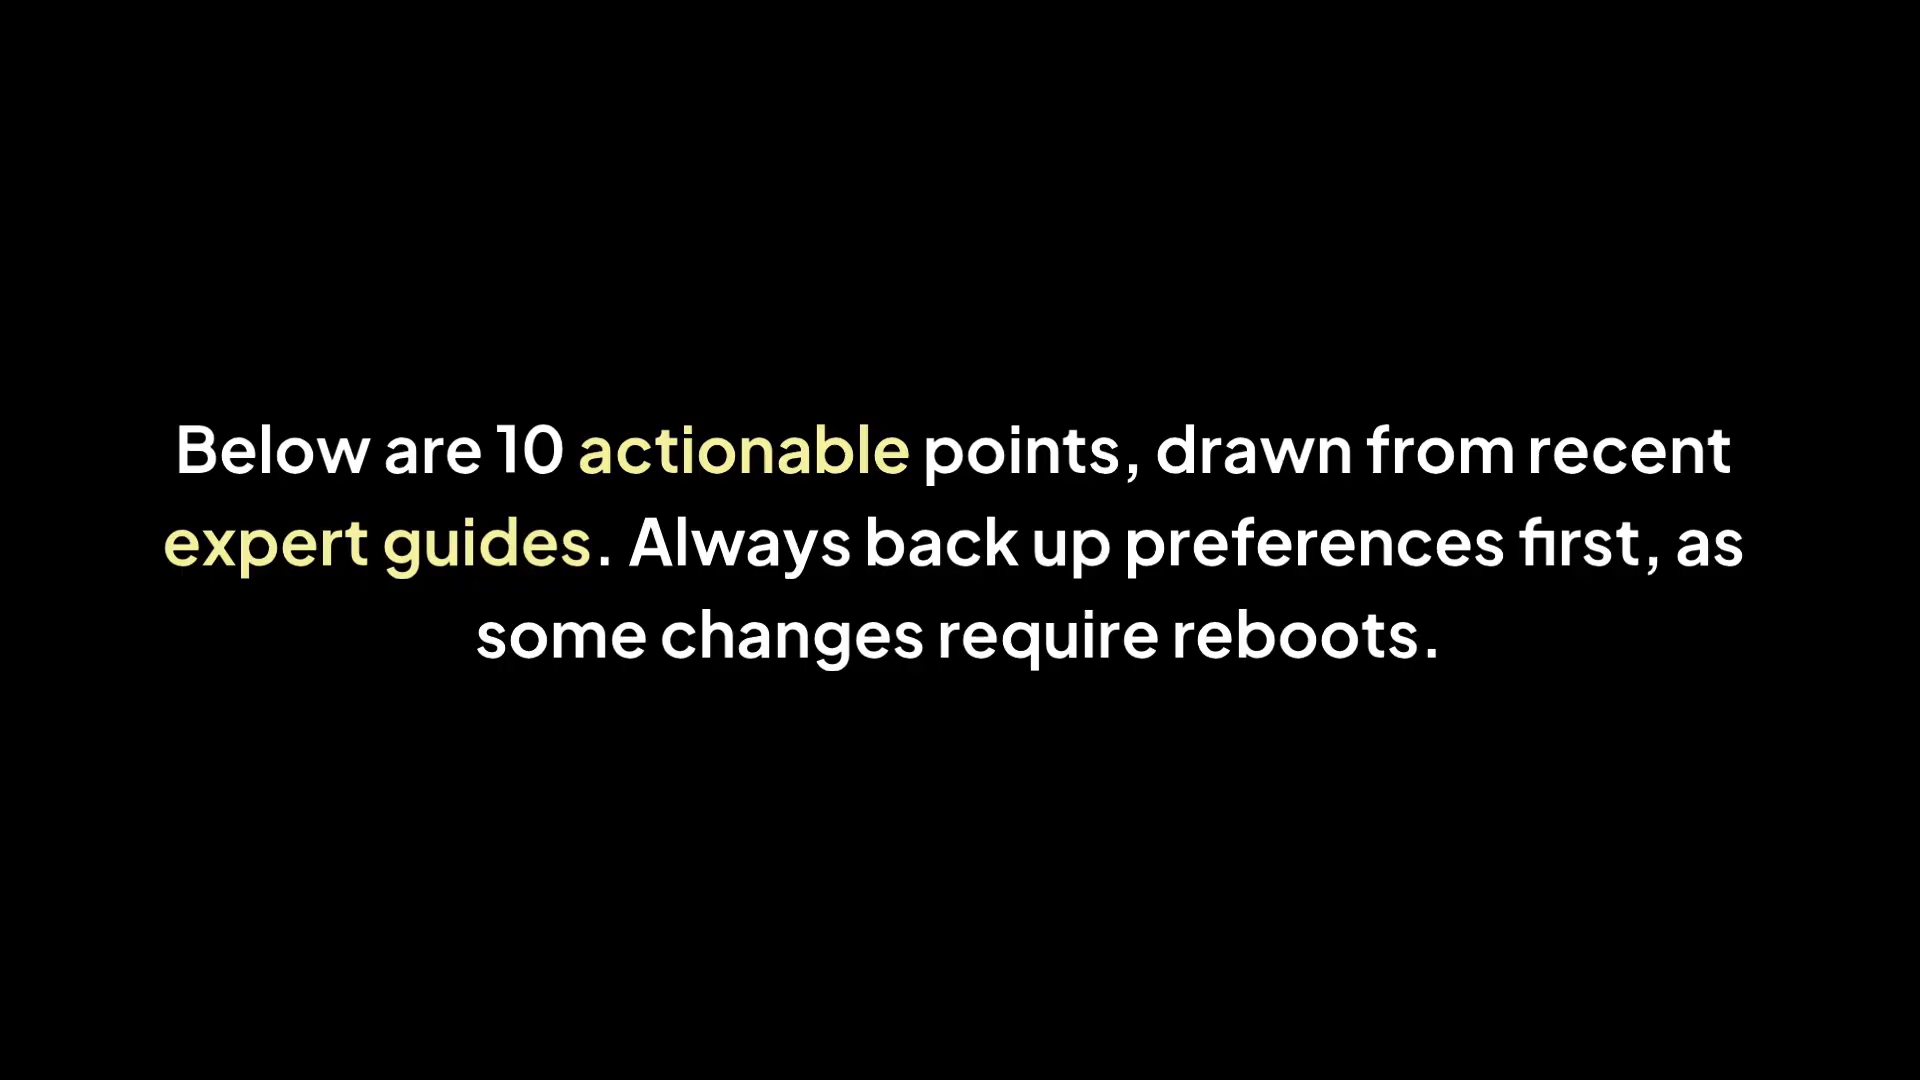 Below are 10 actionable points, drawn from recent
expert guides. Always back up preferences first, as
some changes require reboots.